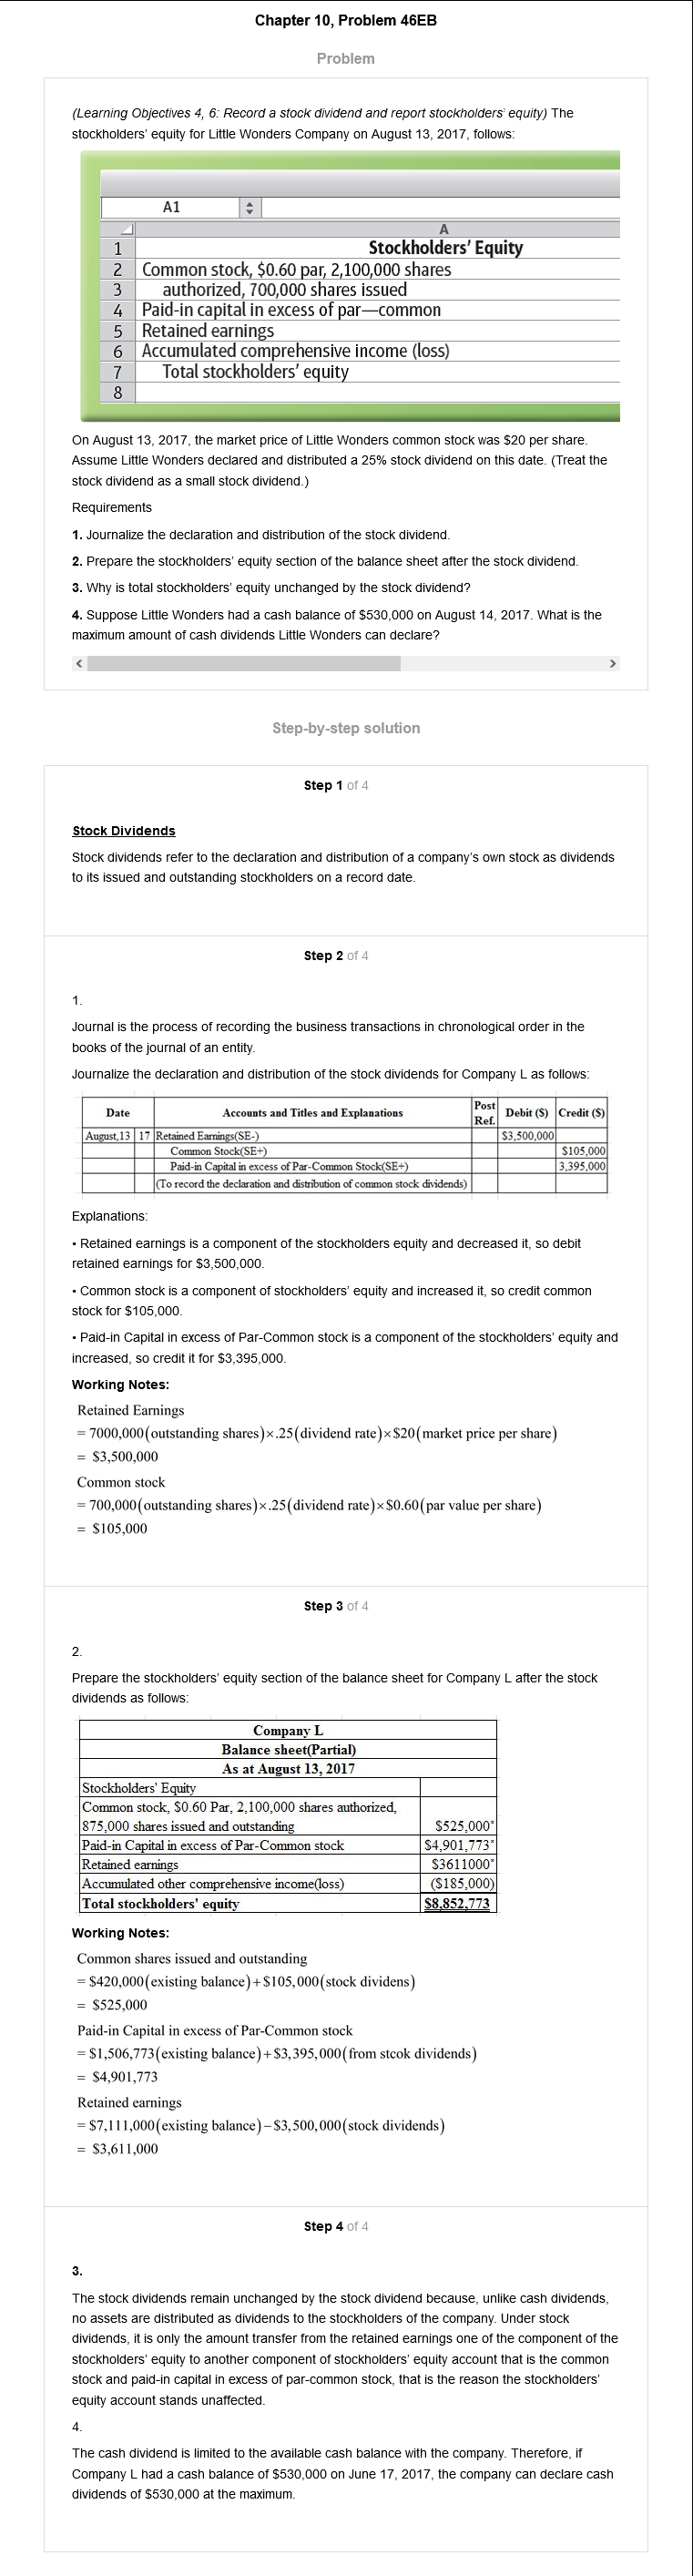 Chapter 10, Problem 46EB
Problem
(Learning Objectives 4, 6: Record a stock dividend and report stockholders' equity) The
stockholders' equity for Little Wonders Company on August 13, 2017, follows:
A1
A
1 Stockholders' Equity
2 Common stock, $0.60 par, 2,100,000 shares
3 authorized, 700,000 shares issued
4 Paid-in capital in excess of par—common
5 Retained earnings
6 Accumulated comprehensive income (loss)
7 Total stockholders' equity
8
On August 13, 2017, the market price of Little Wonders common stock was $20 per share.
Assume Little Wonders declared and distributed a 25% stock dividend on this date. (Treat the
stock dividend as a small stock dividend.)
Requirements
1. Journalize the declaration and distribution of the stock dividend.
2. Prepare the stockholders' equity section of the balance sheet after the stock dividend.
3. Why is total stockholders' equity unchanged by the stock dividend?
4. Suppose Little Wonders had a cash balance of $530,000 on August 14, 2017. What is the
maximum amount of cash dividends Little Wonders can declare?
Step-by-step solution
Step 1 of 4
Stock Dividends
Stock dividends refer to the declaration and distribution of a company's own stock as dividends
to its issued and outstanding stockholders on a record date.
Step 2 of 4
1.
Journal is the process of recording the business transactions in chronological order in the
books of the journal of an entity.
Journalize the declaration and distribution of the stock dividends for Company L as follows:
Date Accounts and Titles and Explanations Post Ref. Debit ($) Credit ($)
August,13 17 Retained Earnings(SE-) $3,500,000
Common Stock(SE+) $105,000
Paid-in Capital in excess of Par-Common Stock(SE+) 3,395,000
(To record the declaration and distribution of common stock dividends)
Explanations:
• Retained earnings is a component of the stockholders equity and decreased it, so debit
retained earnings for $3,500,000.
• Common stock is a component of stockholders' equity and increased it, so credit common
stock for $105,000.
• Paid-in Capital in excess of Par-Common stock is a component of the stockholders' equity and
increased, so credit it for $3,395,000.
Working Notes:
Retained Earnings
= 7000,000(outstanding shares)×.25(dividend rate)×$20(market price per share)
= $3,500,000
Common stock
= 700,000(outstanding shares)×.25(dividend rate)×$0.60(par value per share)
= $105,000
Step 3 of 4
2.
Prepare the stockholders' equity section of the balance sheet for Company L after the stock
dividends as follows:
Company L
Balance sheet(Partial)
As at August 13, 2017
Stockholders' Equity
Common stock, $0.60 Par, 2,100,000 shares authorized,
875,000 shares issued and outstanding $525,000*
Paid-in Capital in excess of Par-Common stock $4,901,773*
Retained earnings $3611000*
Accumulated other comprehensive income(loss) ($185,000)
Total stockholders' equity $8,852,773
Working Notes:
Common shares issued and outstanding
= $420,000(existing balance)+$105,000(stock dividens)
= $525,000
Paid-in Capital in excess of Par-Common stock
= $1,506,773(existing balance)+$3,395,000(from stcok dividends)
= $4,901,773
Retained earnings
= $7,111,000(existing balance)−$3,500,000(stock dividends)
= $3,611,000
Step 4 of 4
3.
The stock dividends remain unchanged by the stock dividend because, unlike cash dividends,
no assets are distributed as dividends to the stockholders of the company. Under stock
dividends, it is only the amount transfer from the retained earnings one of the component of the
stockholders' equity to another component of stockholders' equity account that is the common
stock and paid-in capital in excess of par-common stock, that is the reason the stockholders'
equity account stands unaffected.
4.
The cash dividend is limited to the available cash balance with the company. Therefore, if
Company L had a cash balance of $530,000 on June 17, 2017, the company can declare cash
dividends of $530,000 at the maximum.